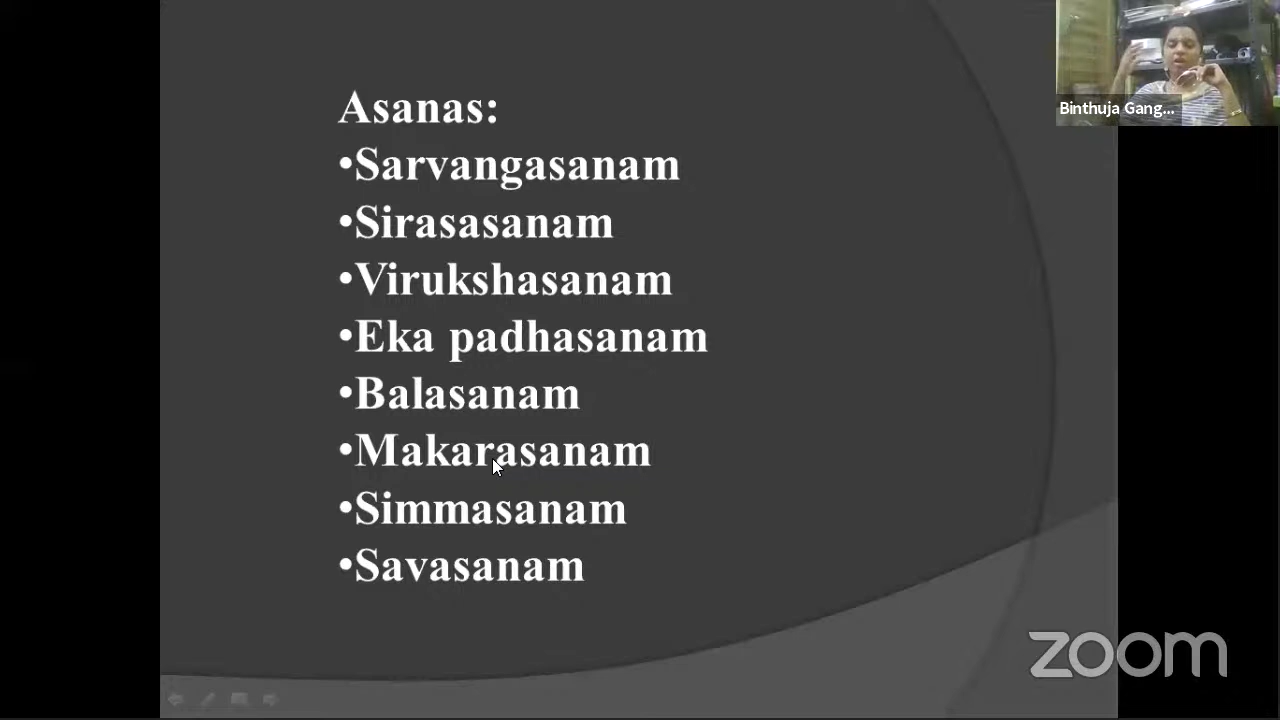 Binthuja Gang...
Asanas:
•Sarvangasanam
•Sirasasanam
•Virukshasanam
•Eka padhasanam
•Balasanam
•Makarasanam
•Simmasanam
•Savasanam
zoom